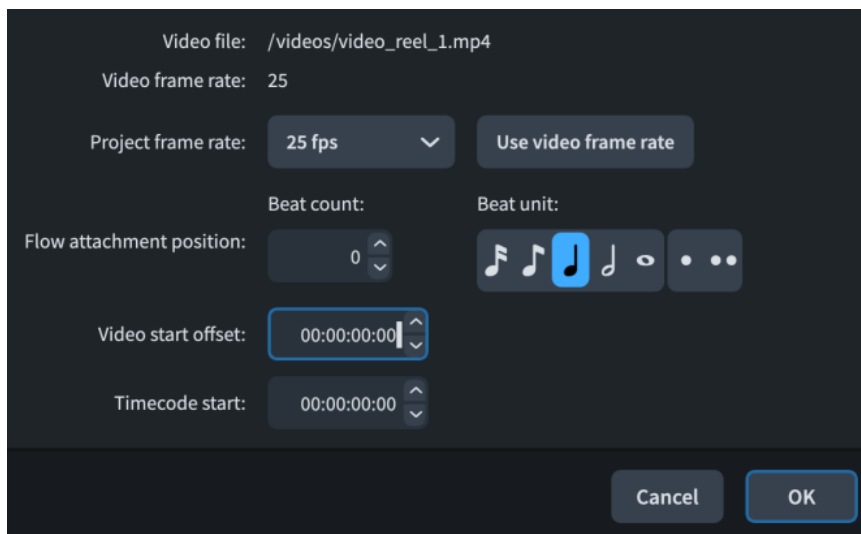 Video file: /videos/video_reel_1.mp4
Video frame rate: 25
Project frame rate: 25 fps Use video frame rate
Beat count: Beat unit:
Flow attachment position: 0
Video start offset: 00:00:00:00
Timecode start: 00:00:00:00
Cancel OK